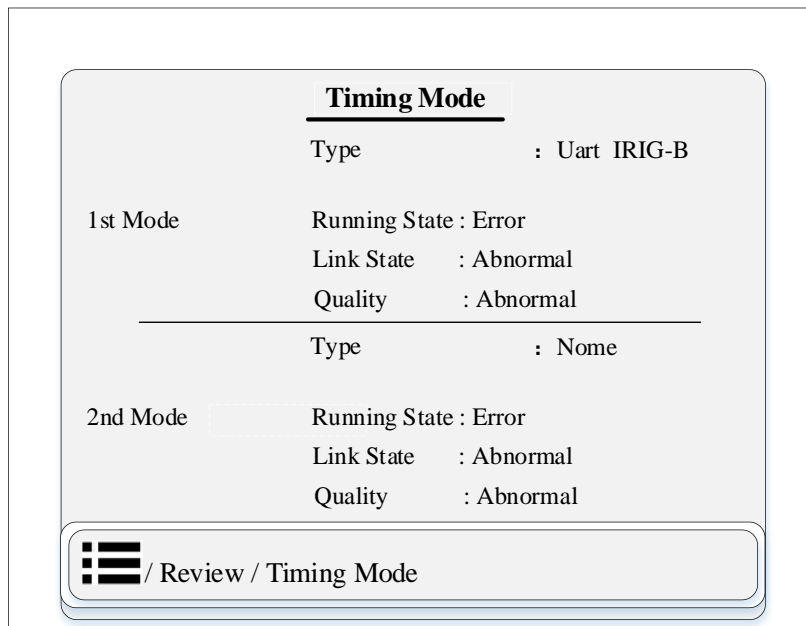 Timing Mode
Type : Uart IRIG-B
1st Mode Running State : Error
Link State : Abnormal
Quality : Abnormal
Type : Nome
2nd Mode Running State : Error
Link State : Abnormal
Quality : Abnormal
/ Review / Timing Mode